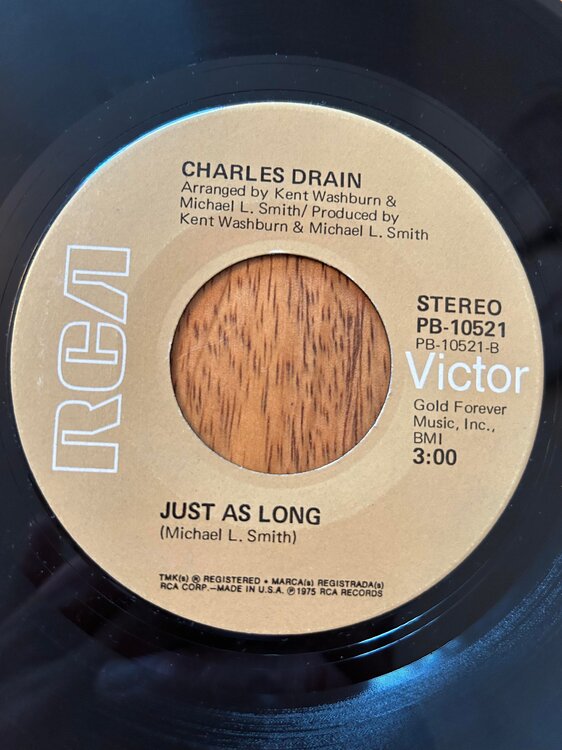 CHARLES DRAIN
Arranged by Kent Washburn &
Michael L. Smith/ Produced by
Kent Washburn & Michael L. Smith
RCA
STEREO
PB-10521
PB-10521-B
Victor
Gold Forever
Music, Inc.,
BMI
3:00
JUST AS LONG
(Michael L. Smith)
TMK(s) ® REGISTERED • MARCA(s) REGISTRADA(s)
RCA CORP.—MADE IN U.S.A. ℗ 1975 RCA RECORDS